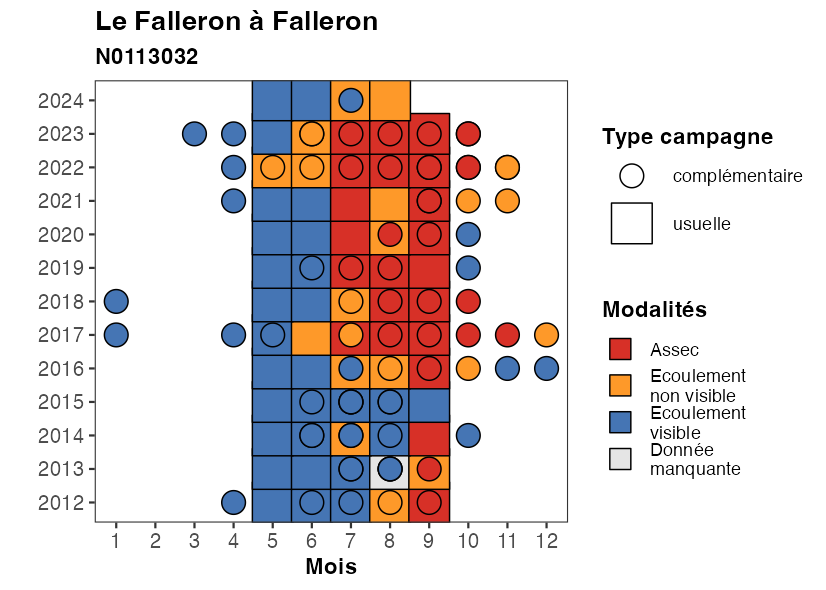 Le Falleron à Falleron
N0113032
2024
2023
2022
2021
2020
2019
2018
2017
2016
2015
2014
2013
2012
1 2 3 4 5 6 7 8 9 10 11 12
Mois
Type campagne
complémentaire
usuelle
Modalités
Assec
Ecoulement
non visible
Ecoulement
visible
Donnée
manquante